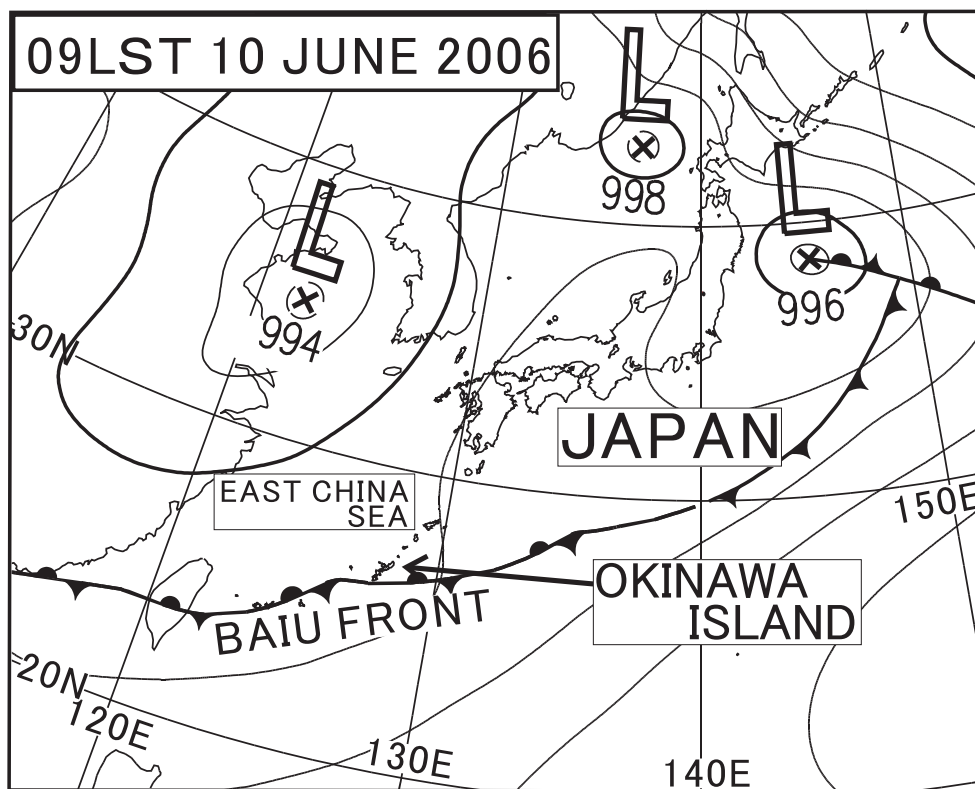 09LST 10 JUNE 2006
L
998
L
996
L
994
30N
JAPAN
EAST CHINA
SEA
150E
OKINAWA
ISLAND
BAIU FRONT
20N
120E
130E
140E